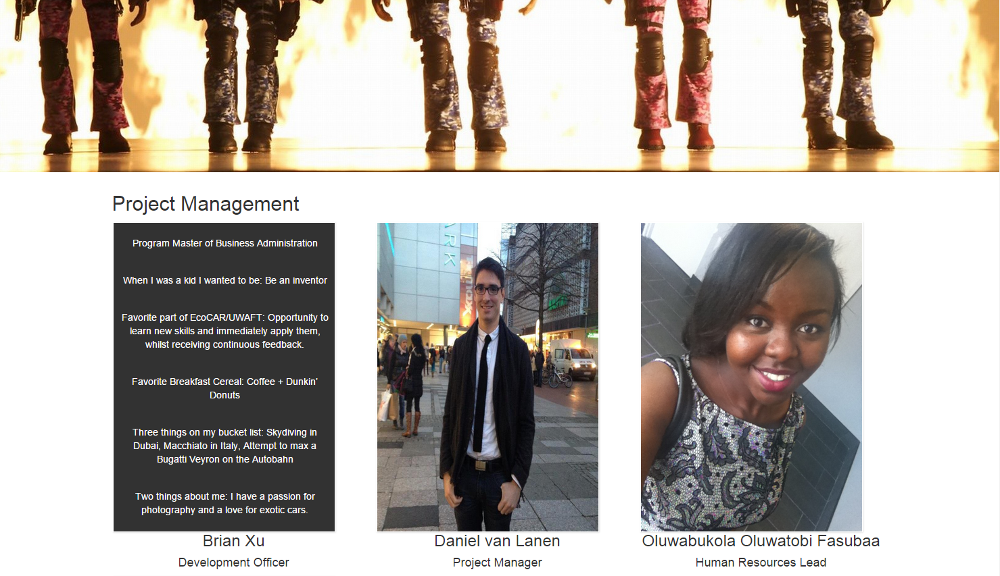 Project Management
Program Master of Business Administration
When I was a kid I wanted to be: Be an inventor
Favorite part of EcoCAR/UWAFT: Opportunity to
learn new skills and immediately apply them,
whilst receiving continuous feedback.
Favorite Breakfast Cereal: Coffee + Dunkin’
Donuts
Three things on my bucket list: Skydiving in
Dubai, Macchiato in Italy, Attempt to max a
Bugatti Veyron on the Autobahn
Two things about me: I have a passion for
photography and a love for exotic cars.
Brian Xu
Development Officer
Daniel van Lanen
Project Manager
Oluwabukola Oluwatobi Fasubaa
Human Resources Lead